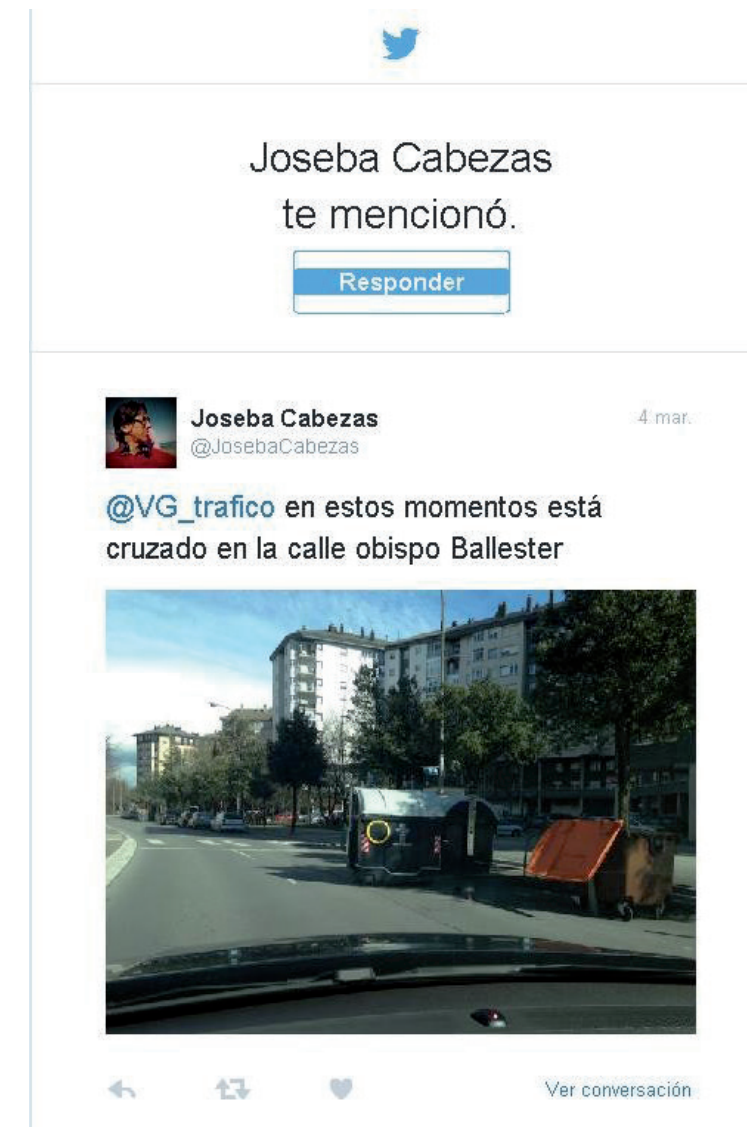 Joseba Cabezas
te mencionó.
Responder
Joseba Cabezas
4 mar.
@JosebaCabezas
@VG_trafico en estos momentos está
cruzado en la calle obispo Ballester
Ver conversación